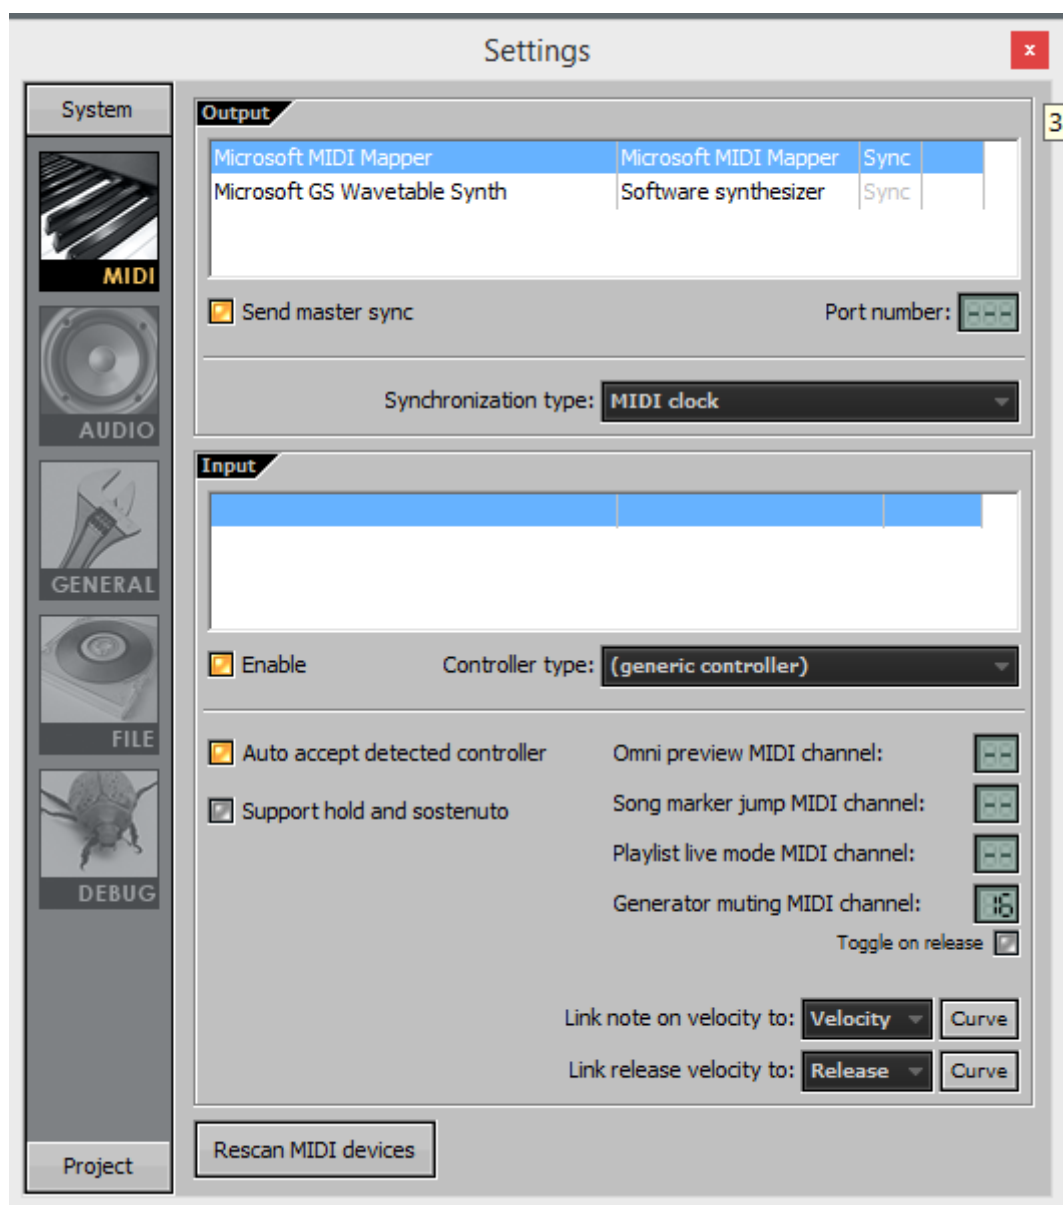 Settings
x
System
Output
3
Microsoft MIDI Mapper Microsoft MIDI Mapper Sync
Microsoft GS Wavetable Synth Software synthesizer Sync
MIDI
Send master sync Port number: ---
Synchronization type: MIDI clock
AUDIO
Input
GENERAL
Enable Controller type: (generic controller)
FILE
Auto accept detected controller Omni preview MIDI channel: --
Support hold and sostenuto Song marker jump MIDI channel: --
Playlist live mode MIDI channel: --
DEBUG
Generator muting MIDI channel: 16
Toggle on release
Link note on velocity to: Velocity Curve
Link release velocity to: Release Curve
Rescan MIDI devices
Project